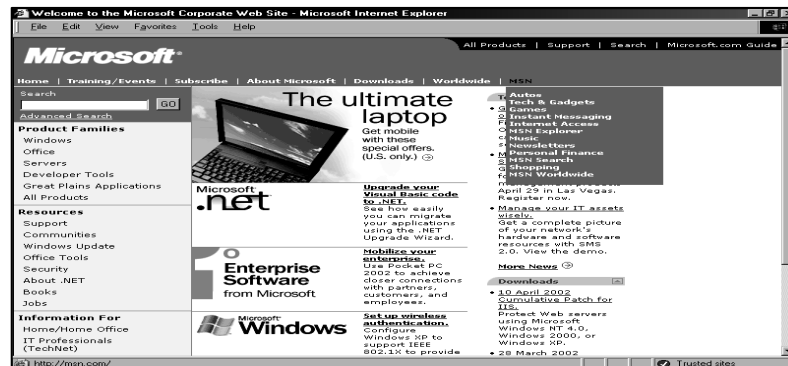 Welcome to the Microsoft Corporate Web Site - Microsoft Internet Explorer
File Edit View Favorites Tools Help
All Products | Support | Search | Microsoft.com Guide
Microsoft
Home | Training/Events | Subscribe | About Microsoft | Downloads | Worldwide | MSN
Autos
Tech & Gadgets
Games
Instant Messaging
Internet Access
MSN Explorer
Music
Newsletters
Personal Finance
MSN Search
Shopping
MSN Worldwide
Search
GO
Advanced Search
Product Families
Windows
Office
Servers
Developer Tools
Great Plains Applications
All Products
Resources
Support
Communities
Windows Update
Office Tools
Security
About .NET
Books
Jobs
Information For
Home/Home Office
IT Professionals
(TechNet)
The ultimate
laptop
Get mobile
with these
special offers.
(U.S. only.)
Microsoft
.net
Upgrade your
Visual Basic code
to .NET.
See how easily
you can migrate
your applications
using the .NET
Upgrade Wizard.
1°
Enterprise
Software
from Microsoft
Mobilize your
enterprise.
Use Pocket PC
2002 to achieve
closer connections
with partners,
customers, and
employees.
Microsoft
Windows
Set up wireless
authentication.
Configure
Windows XP to
support IEEE
802.1X to provide
April 29 in Las Vegas.
Register now.
Manage your IT assets
wisely.
Get a complete picture
of your network's
hardware and software
resources with SMS
2.0. View the demo.
More News
Downloads
10 April 2002
Cumulative Patch for
IIS.
Protect Web servers
using Microsoft
Windows NT 4.0,
Windows 2000, or
Windows XP.
28 March 2002
http://msn.com/
Trusted sites